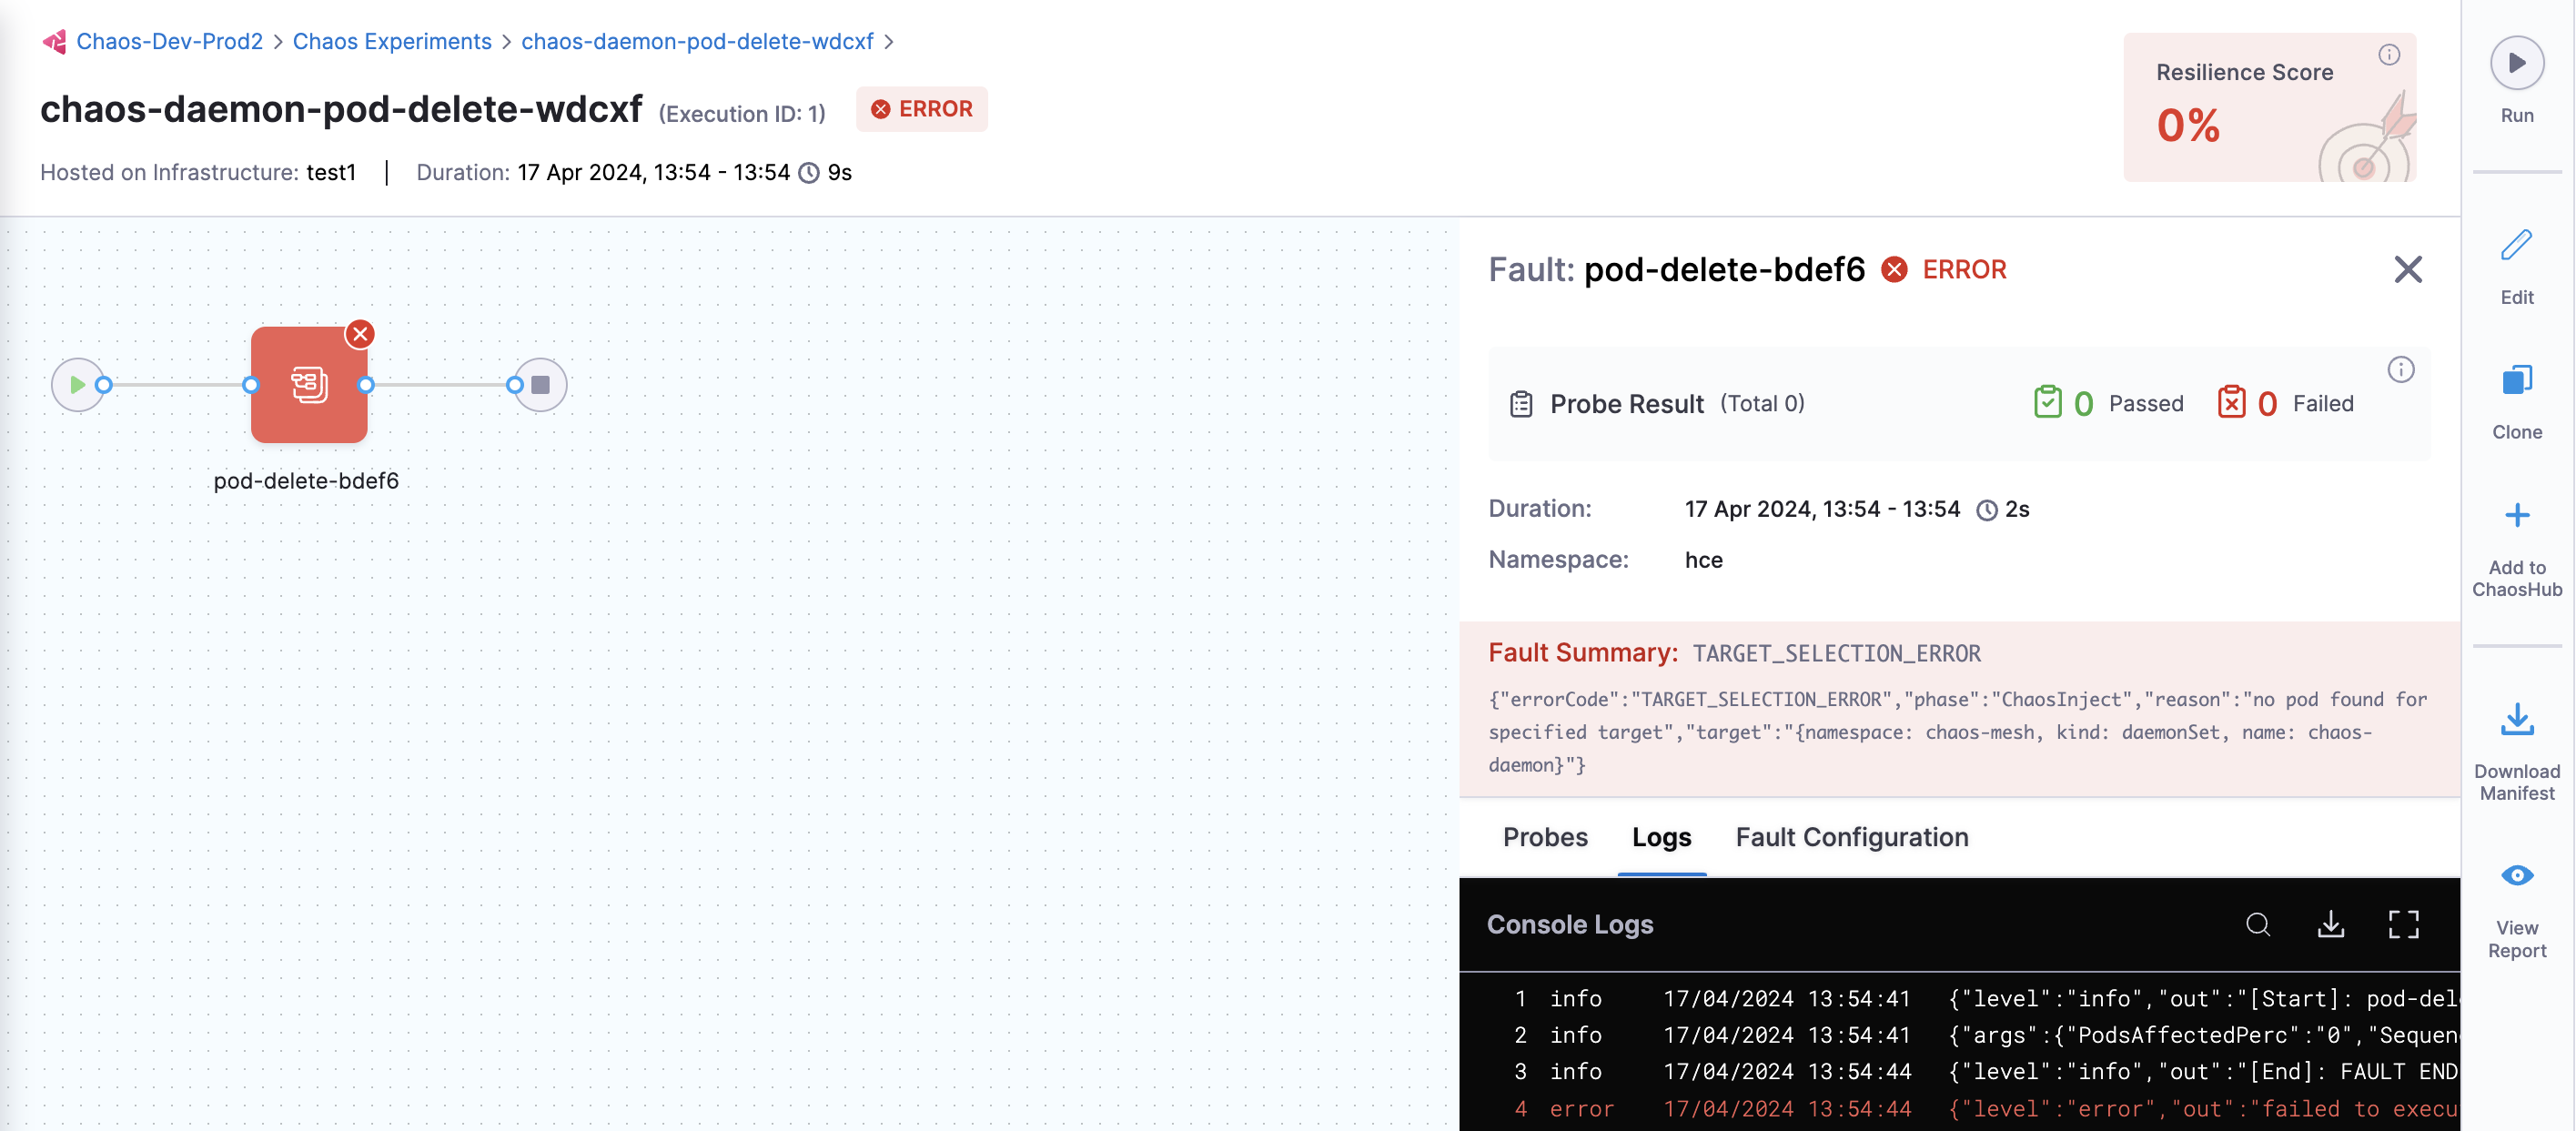 Chaos-Dev-Prod2 > Chaos Experiments > chaos-daemon-pod-delete-wdcxf >
chaos-daemon-pod-delete-wdcxf (Execution ID: 1) ERROR
Hosted on Infrastructure: test1 | Duration: 17 Apr 2024, 13:54 - 13:54 9s
Resilience Score
0%
Run
Edit
Clone
Add to
ChaosHub
Download
Manifest
View
Report
pod-delete-bdef6
Fault: pod-delete-bdef6 ERROR
Probe Result (Total 0) 0 Passed 0 Failed
Duration: 17 Apr 2024, 13:54 - 13:54 2s
Namespace: hce
Fault Summary: TARGET_SELECTION_ERROR
{"errorCode":"TARGET_SELECTION_ERROR","phase":"ChaosInject","reason":"no pod found for
specified target","target":"{namespace: chaos-mesh, kind: daemonSet, name: chaos-
daemon}"}
Probes Logs Fault Configuration
Console Logs
1 info 17/04/2024 13:54:41 {"level":"info","out":"[Start]: pod-del
2 info 17/04/2024 13:54:41 {"args":{"PodsAffectedPerc":"0","Sequen
3 info 17/04/2024 13:54:44 {"level":"info","out":"[End]: FAULT END
4 error 17/04/2024 13:54:44 {"level":"error","out":"failed to execu